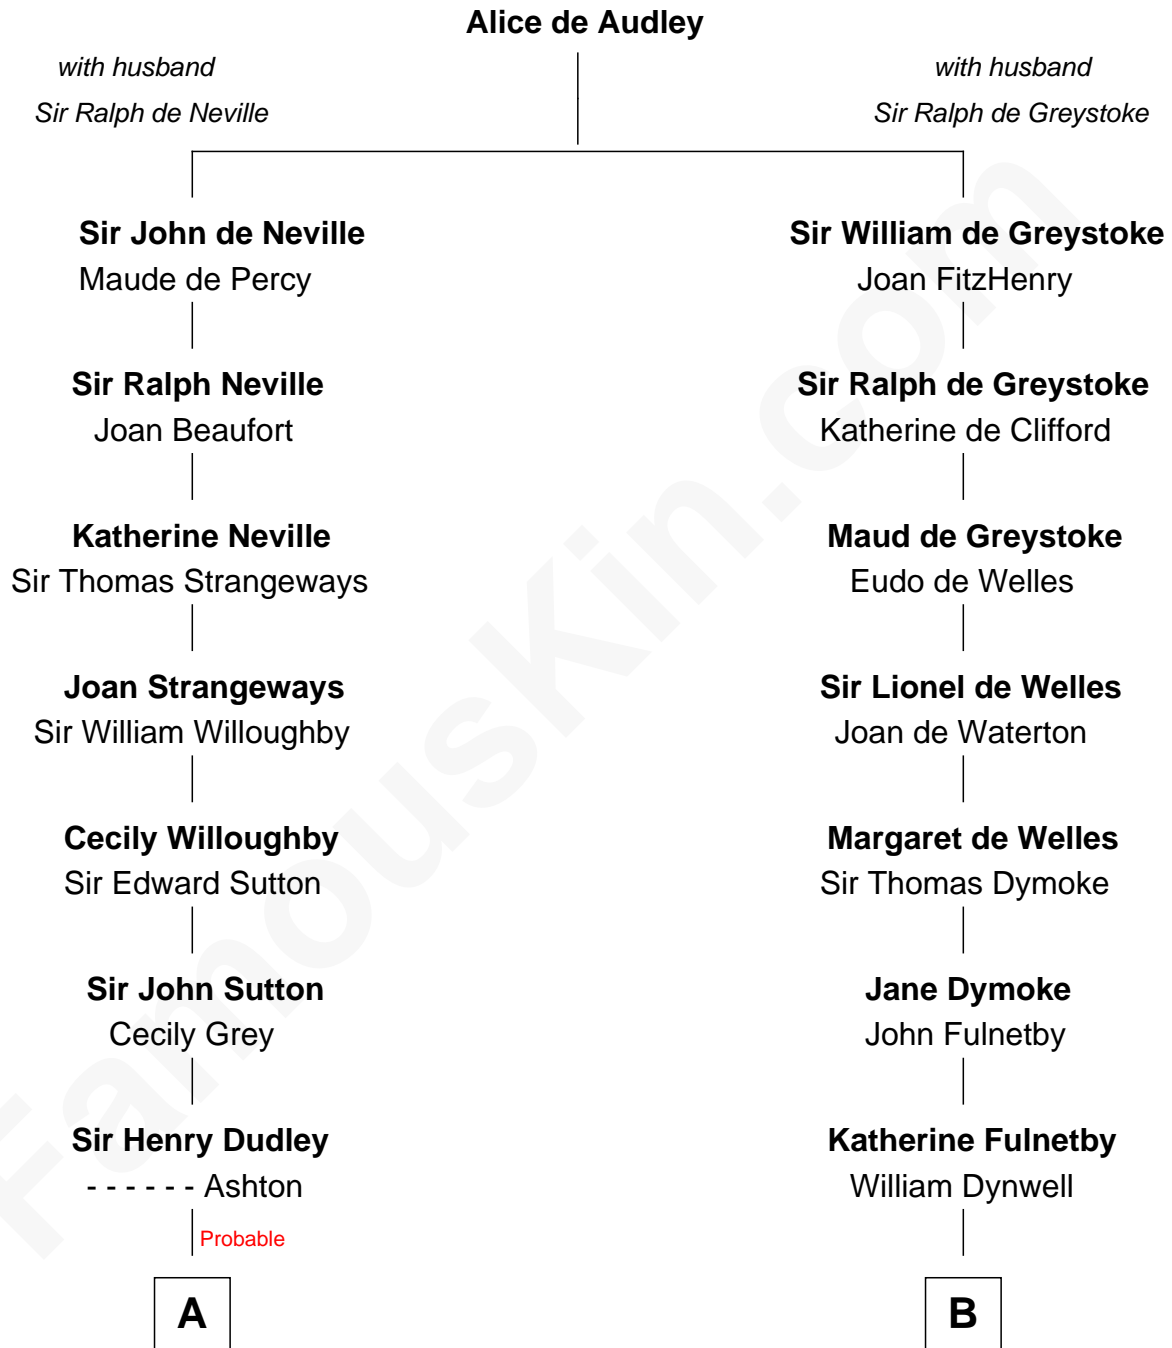 Alice de Audley
with husband
Sir Ralph de Neville
with husband
Sir Ralph de Greystoke
Sir John de Neville
Maude de Percy
Sir William de Greystoke
Joan FitzHenry
Sir Ralph Neville
Joan Beaufort
Sir Ralph de Greystoke
Katherine de Clifford
Katherine Neville
Sir Thomas Strangeways
Maud de Greystoke
Eudo de Welles
Joan Strangeways
Sir William Willoughby
Sir Lionel de Welles
Joan de Waterton
Cecily Willoughby
Sir Edward Sutton
Margaret de Welles
Sir Thomas Dymoke
Sir John Sutton
Cecily Grey
Jane Dymoke
John Fulnetby
Sir Henry Dudley
- - - - - - Ashton
Katherine Fulnetby
William Dynwell
Probable
A
B
FamousKin.com